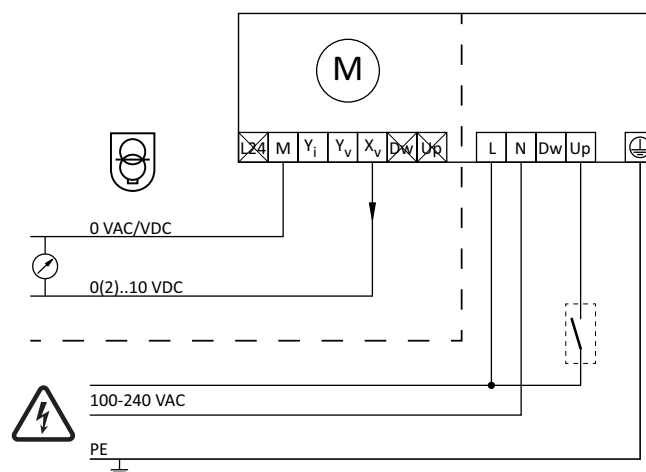 M
L24 M Yi Yv Xv Dw Up L N Dw Up
0 VAC/VDC
0(2)..10 VDC
100-240 VAC
PE